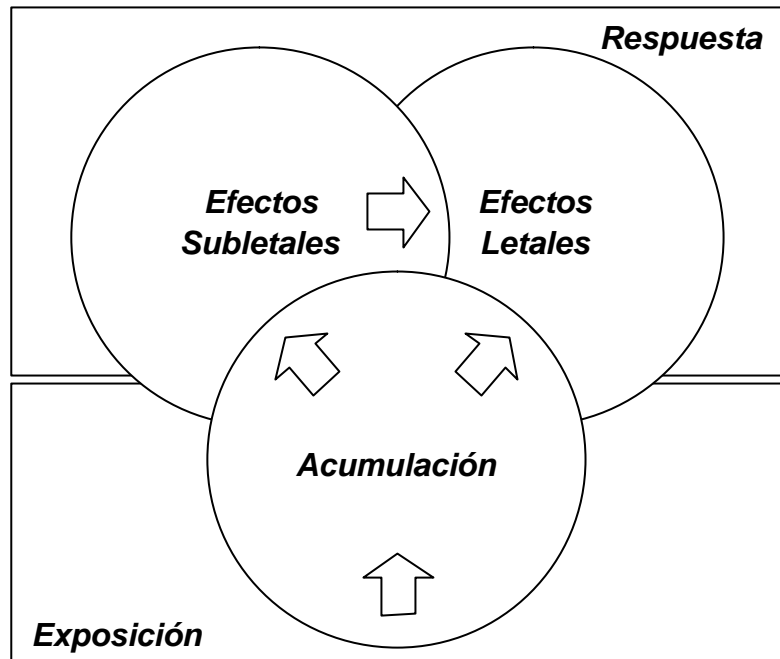 Respuesta
Efectos
Subletales
Efectos
Letales
Acumulación
Exposición